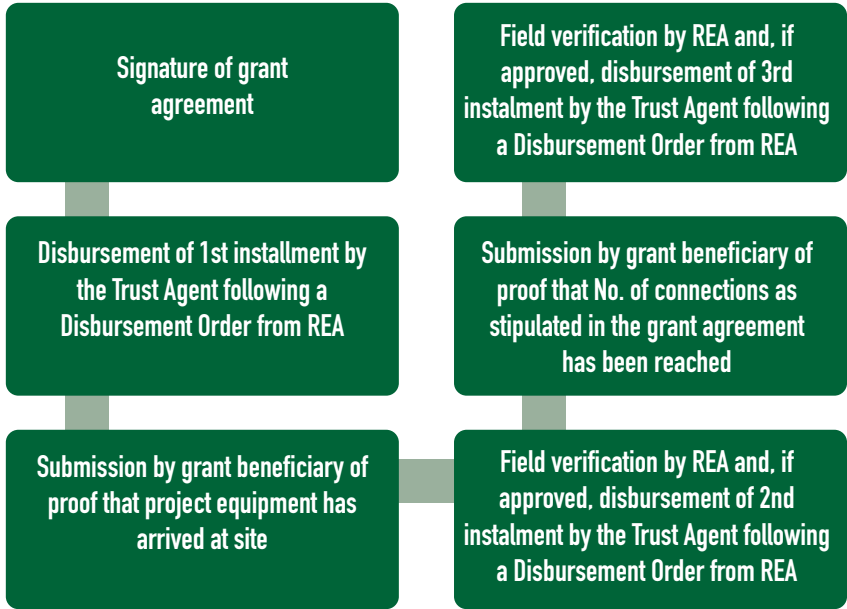 Signature of grant
agreement
Disbursement of 1st installment by
the Trust Agent following a
Disbursement Order from REA
Submission by grant beneficiary of
proof that project equipment has
arrived at site
Field verification by REA and, if
approved, disbursement of 2nd
instalment by the Trust Agent following
a Disbursement Order from REA
Submission by grant beneficiary of
proof that No. of connections as
stipulated in the grant agreement
has been reached
Field verification by REA and, if
approved, disbursement of 3rd
instalment by the Trust Agent following
a Disbursement Order from REA